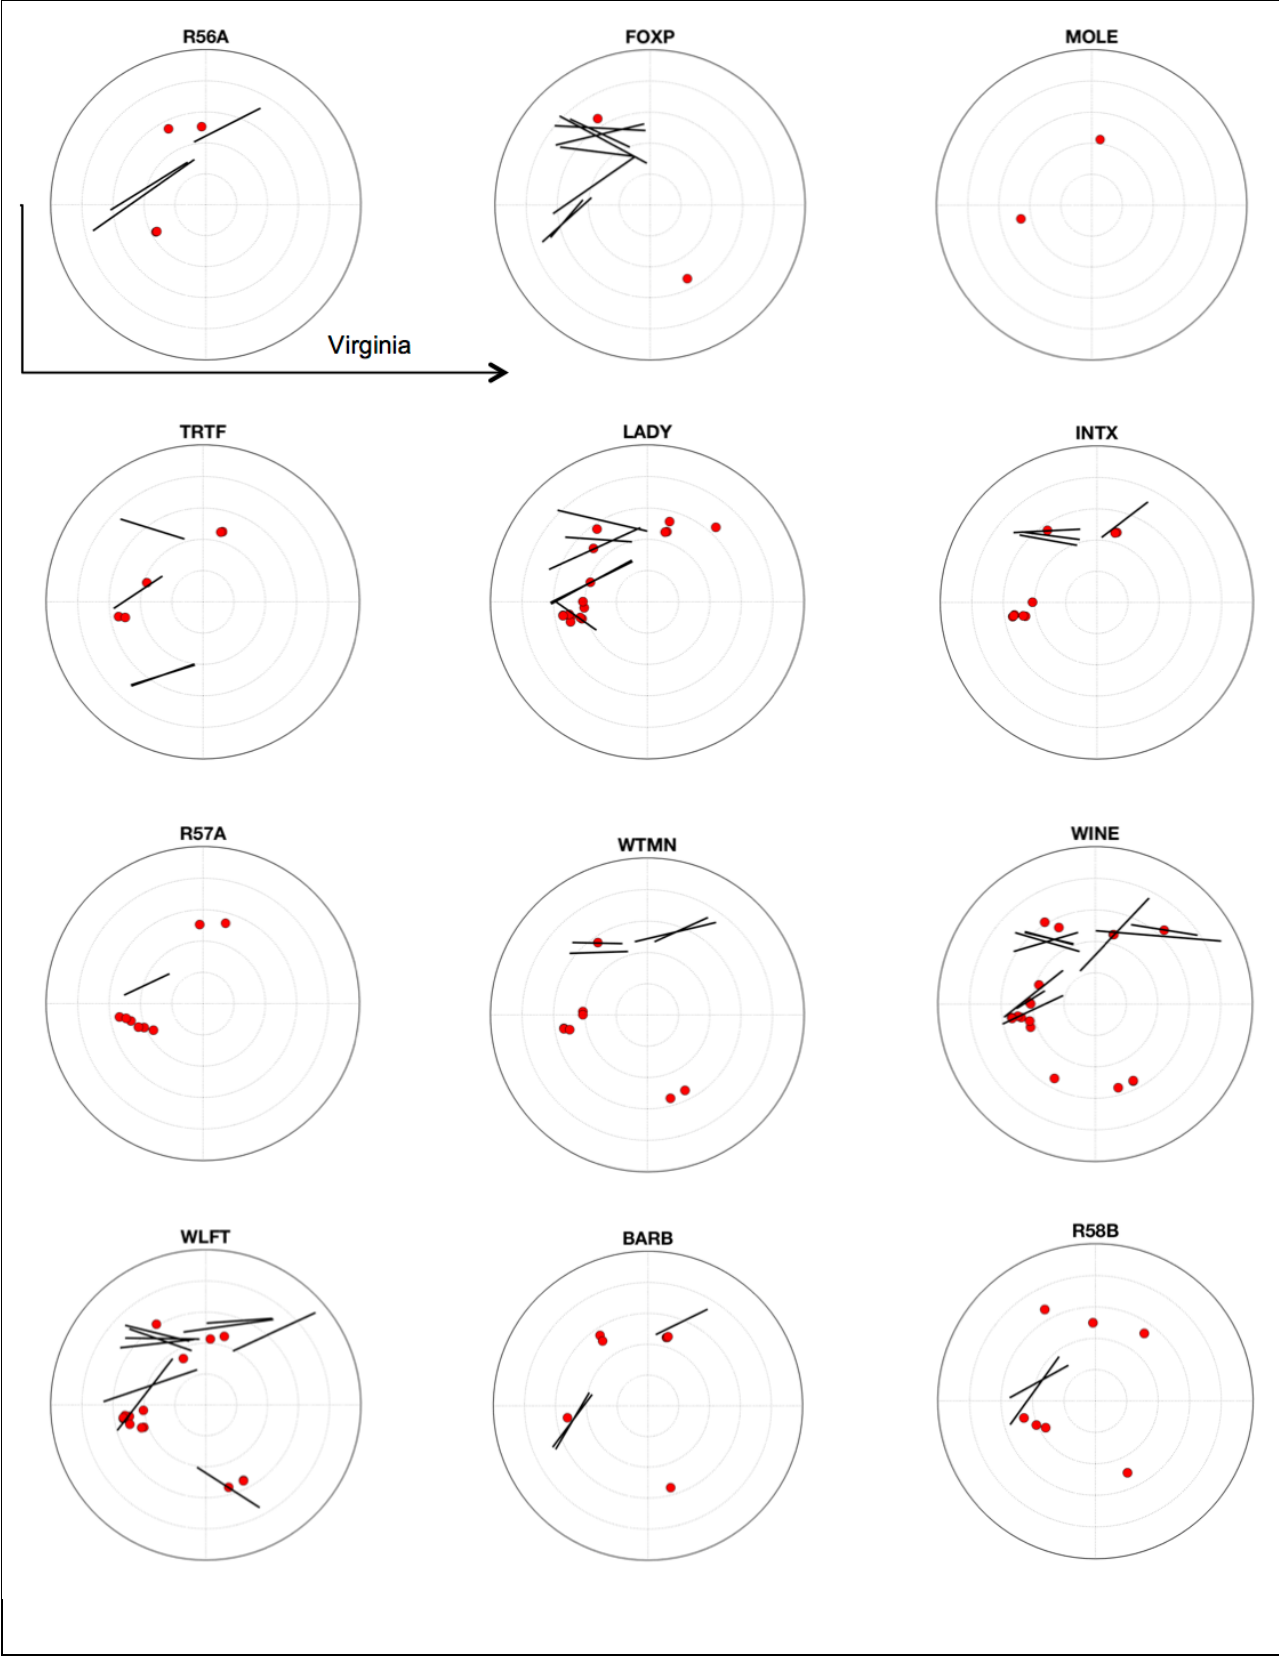 R56A FOXP MOLE
Virginia
TRTF LADY INTX
R57A WTMN WINE
WLFT BARB R58B